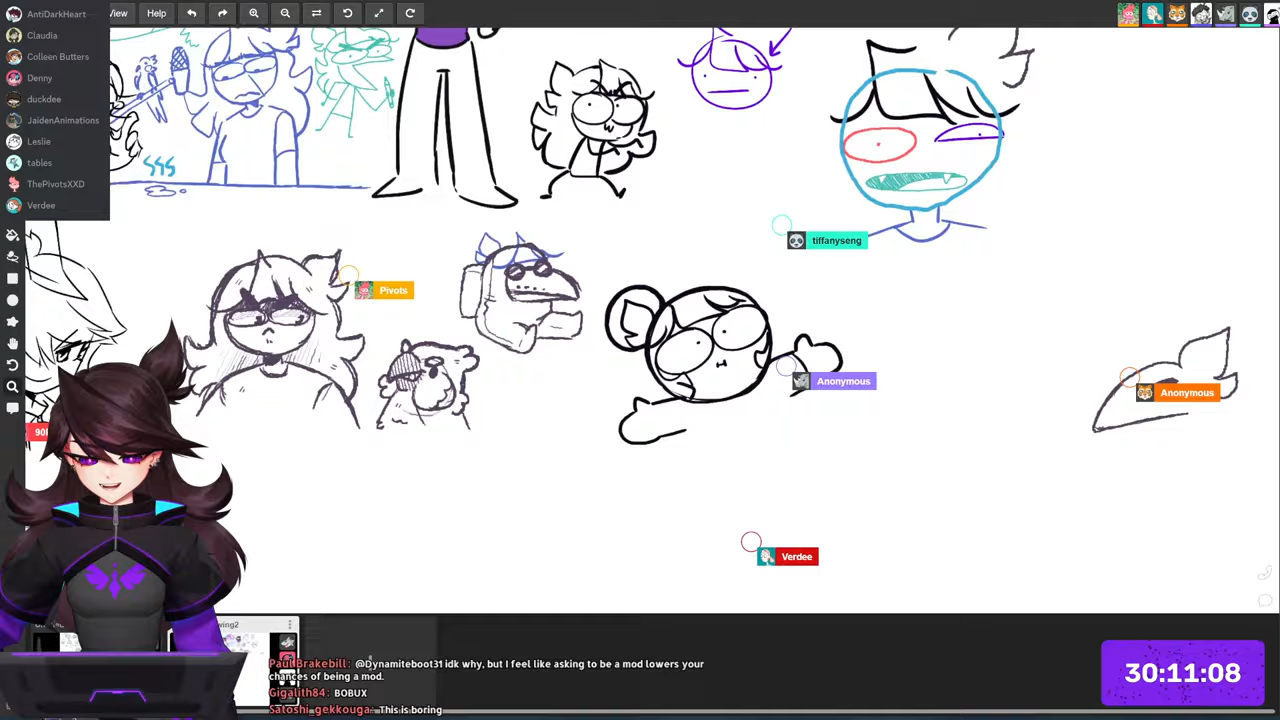 AntiDarkHeart
View
Help
Claudia
Colleen Butters
Denny
duckdee
JaidenAnimations
Leslie
tables
ThePivotsXXD
Verdee
tiffanyseng
Pivots
Anonymous
Anonymous
Verdee
Paul Brakebill: @Dynamiteboot31 idk why, but I feel like asking to be a mod lowers your
chances of being a mod.
Gigalith84: BOBUX
Satoshi_gekkouga: This is boring
30:11:08